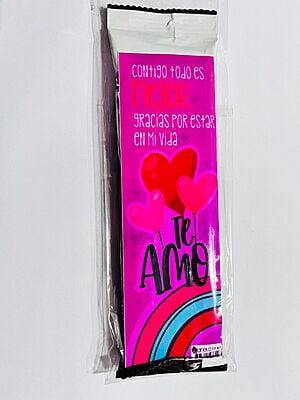 CONTIGO TODO ES
MEJOR
GRACIAS POR ESTAR
EN MI VIDA
TE
AMO